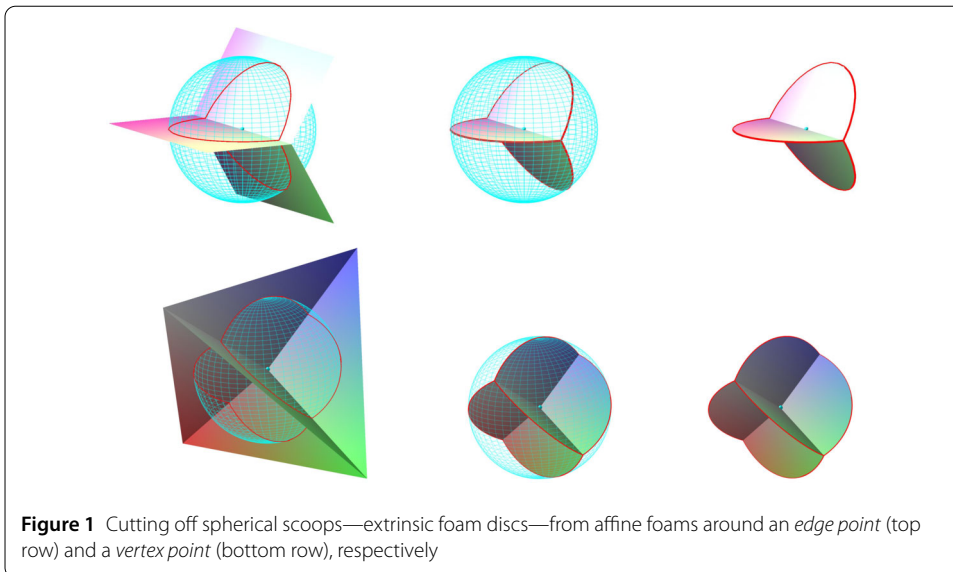 Figure 1 Cutting off spherical scoops—extrinsic foam discs—from affine foams around an edge point (top
row) and a vertex point (bottom row), respectively